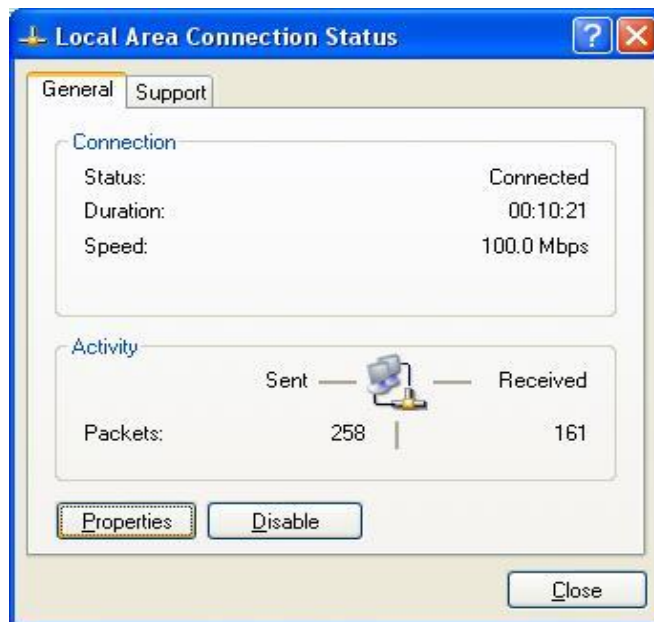 Local Area Connection Status
General Support
Connection
Status: Connected
Duration: 00:10:21
Speed: 100.0 Mbps
Activity
Sent Received
Packets: 258 161
Properties Disable
Close